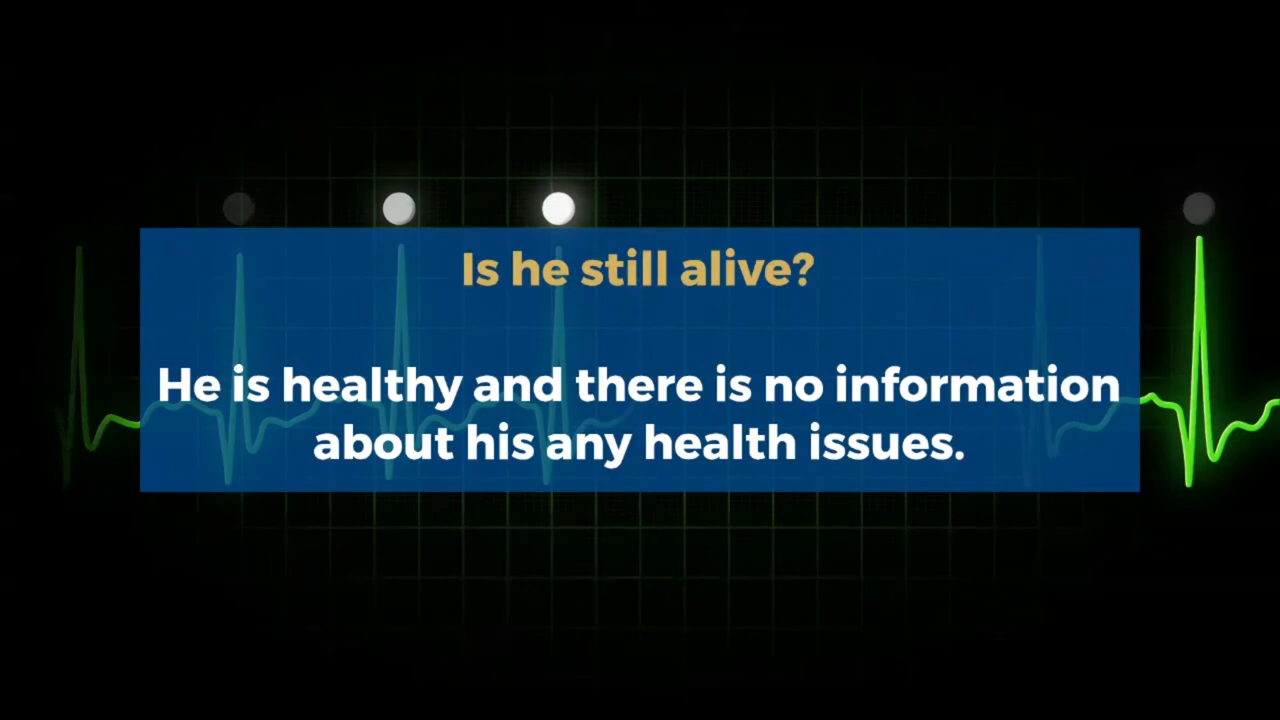 Is he still alive?
He is healthy and there is no information
about his any health issues.